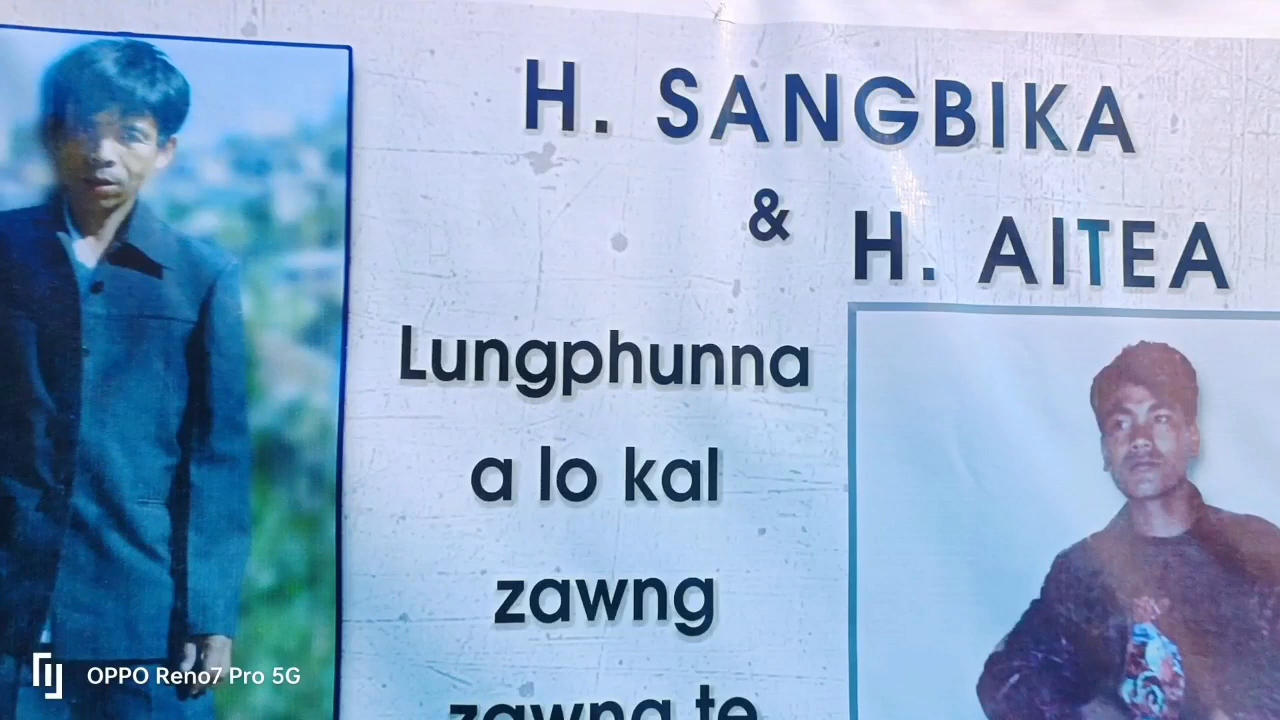 H. SANGBIKA
& H. AITEA
Lungphunna
a lo kal
zawng
zawng te
OPPO Reno7 Pro 5G